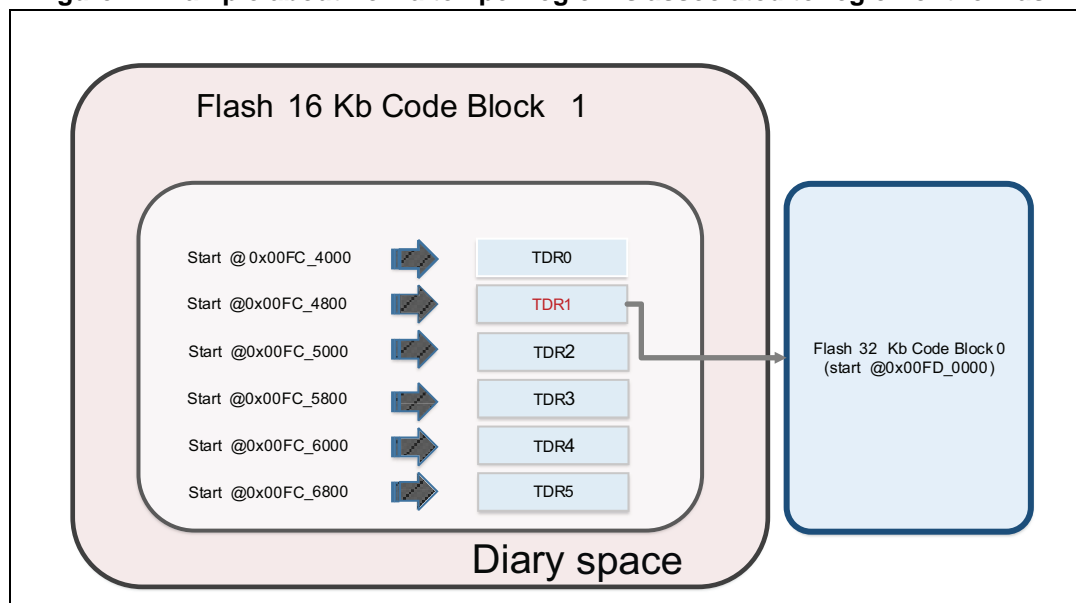 Flash 16 Kb Code Block 1
Start @ 0x00FC_4000 TDR0
Start @0x00FC_4800 TDR1
Start @0x00FC_5000 TDR2
Start @0x00FC_5800 TDR3
Start @0x00FC_6000 TDR4
Start @0x00FC_6800 TDR5
Diary space
Flash 32 Kb Code Block 0
(start @0x00FD_0000)